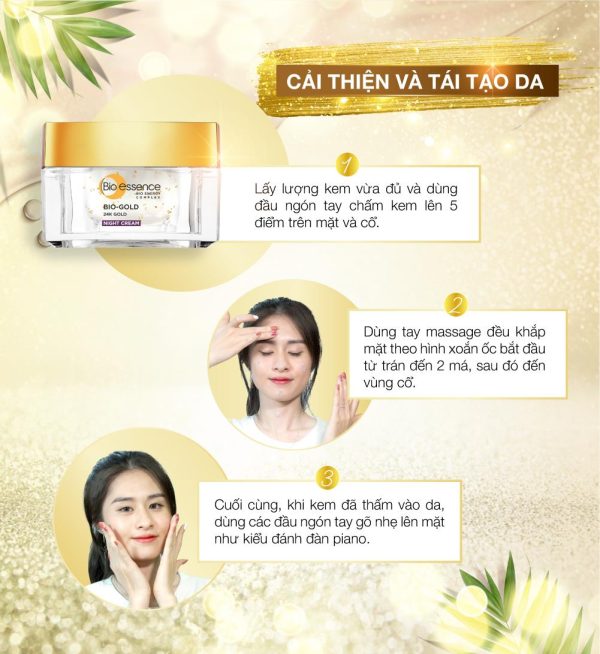 CẢI THIỆN VÀ TÁI TẠO DA
Bio essence
BIO ENERGY
COMPLEX
BIO-GOLD
24K GOLD
NIGHT CREAM
1
Lấy lượng kem vừa đủ và dùng
đầu ngón tay chấm kem lên 5
điểm trên mặt và cổ.
2
Dùng tay massage đều khắp
mặt theo hình xoắn ốc bắt đầu
từ trán đến 2 má, sau đó đến
vùng cổ.
3
Cuối cùng, khi kem đã thấm vào da,
dùng các đầu ngón tay gõ nhẹ lên mặt
như kiểu đánh đàn piano.